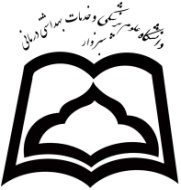 دانشگاه علوم پزشکی و خدمات بهداشتی درمانی
سبزوار